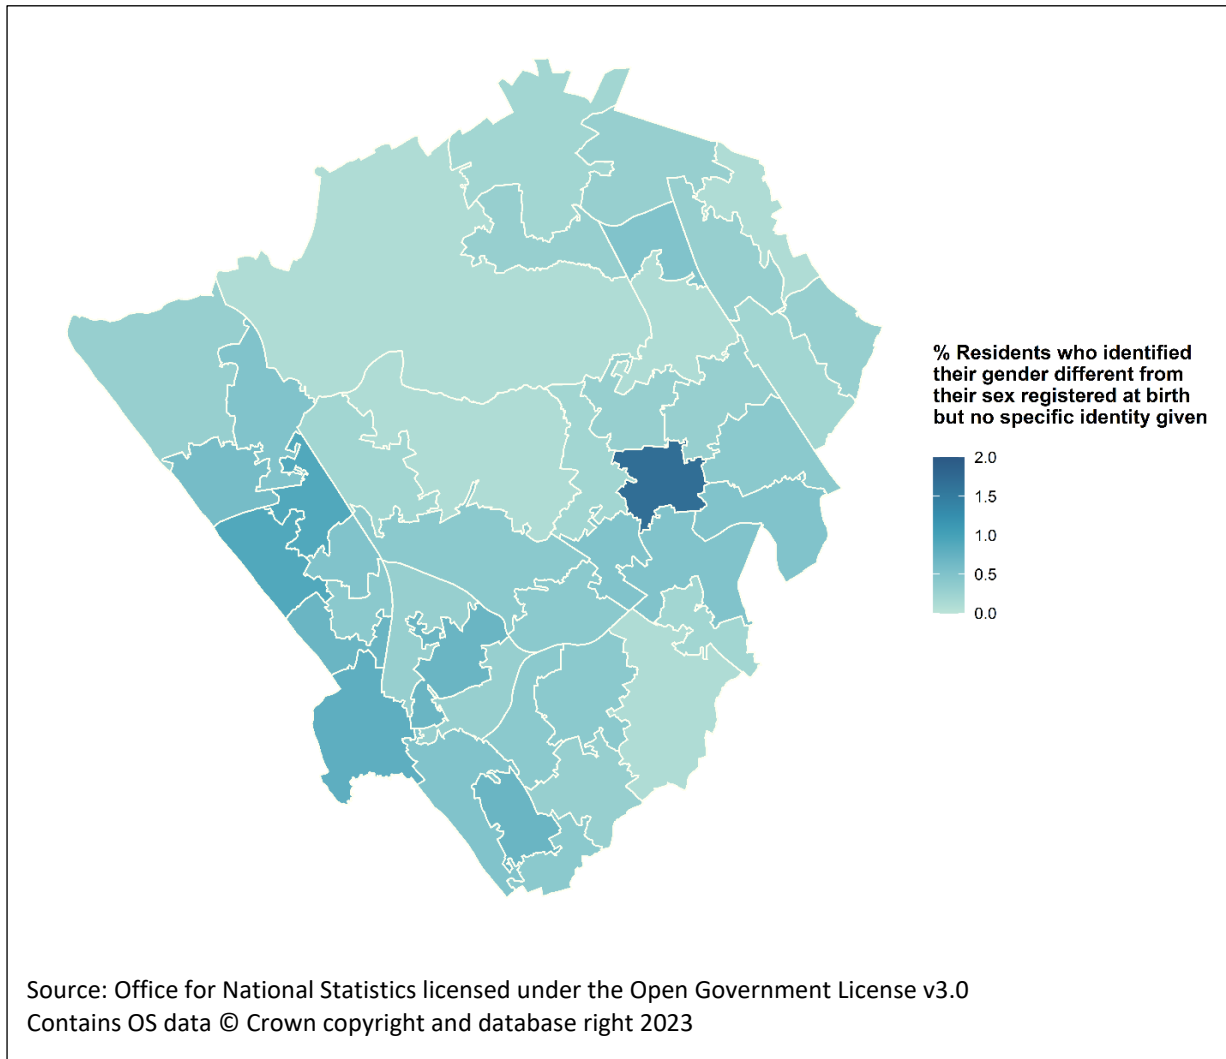 % Residents who identified
their gender different from
their sex registered at birth
but no specific identity given
2.0
1.5
1.0
0.5
0.0
Source: Office for National Statistics licensed under the Open Government License v3.0
Contains OS data © Crown copyright and database right 2023